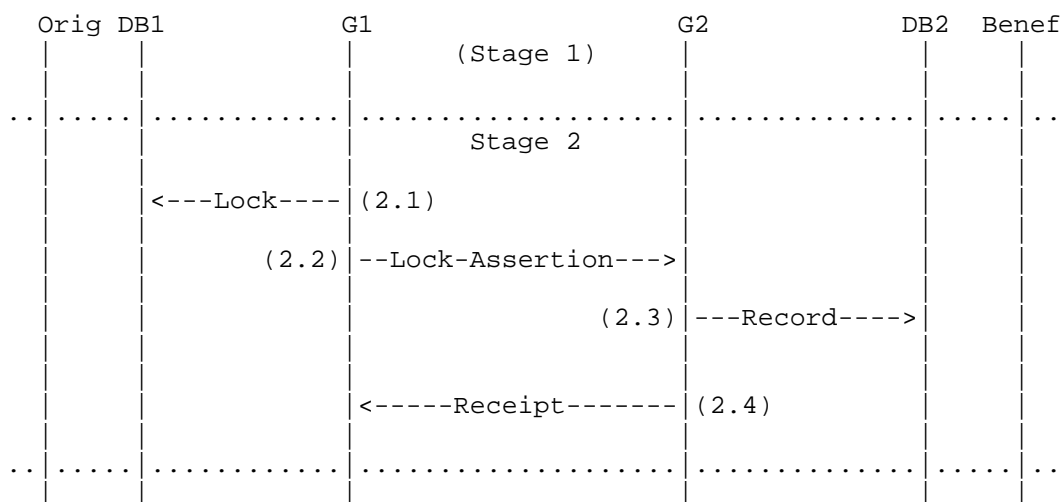 Orig DB1 G1 G2 DB2 Benef
(Stage 1)
Stage 2
<---Lock----|(2.1)
(2.2)|--Lock-Assertion--->
(2.3)|---Record---->
<-----Receipt-------|(2.4)